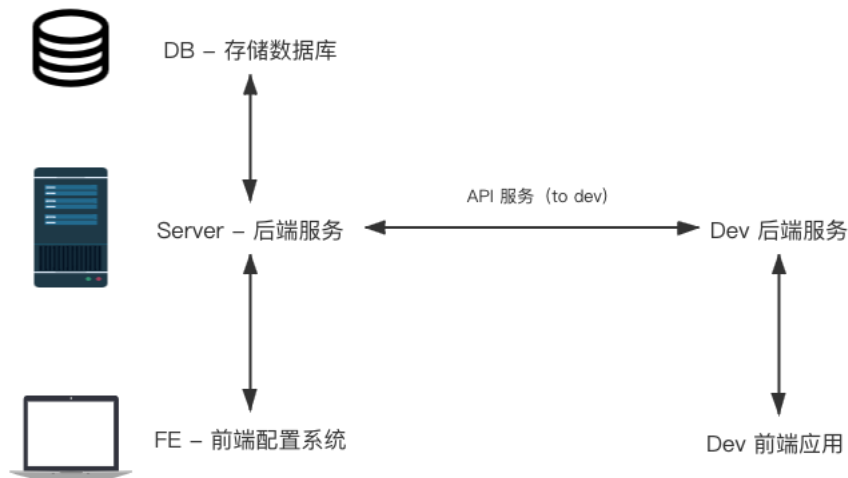 DB – 存储数据库
API 服务（to dev）
Server – 后端服务
Dev 后端服务
FE – 前端配置系统
Dev 前端应用